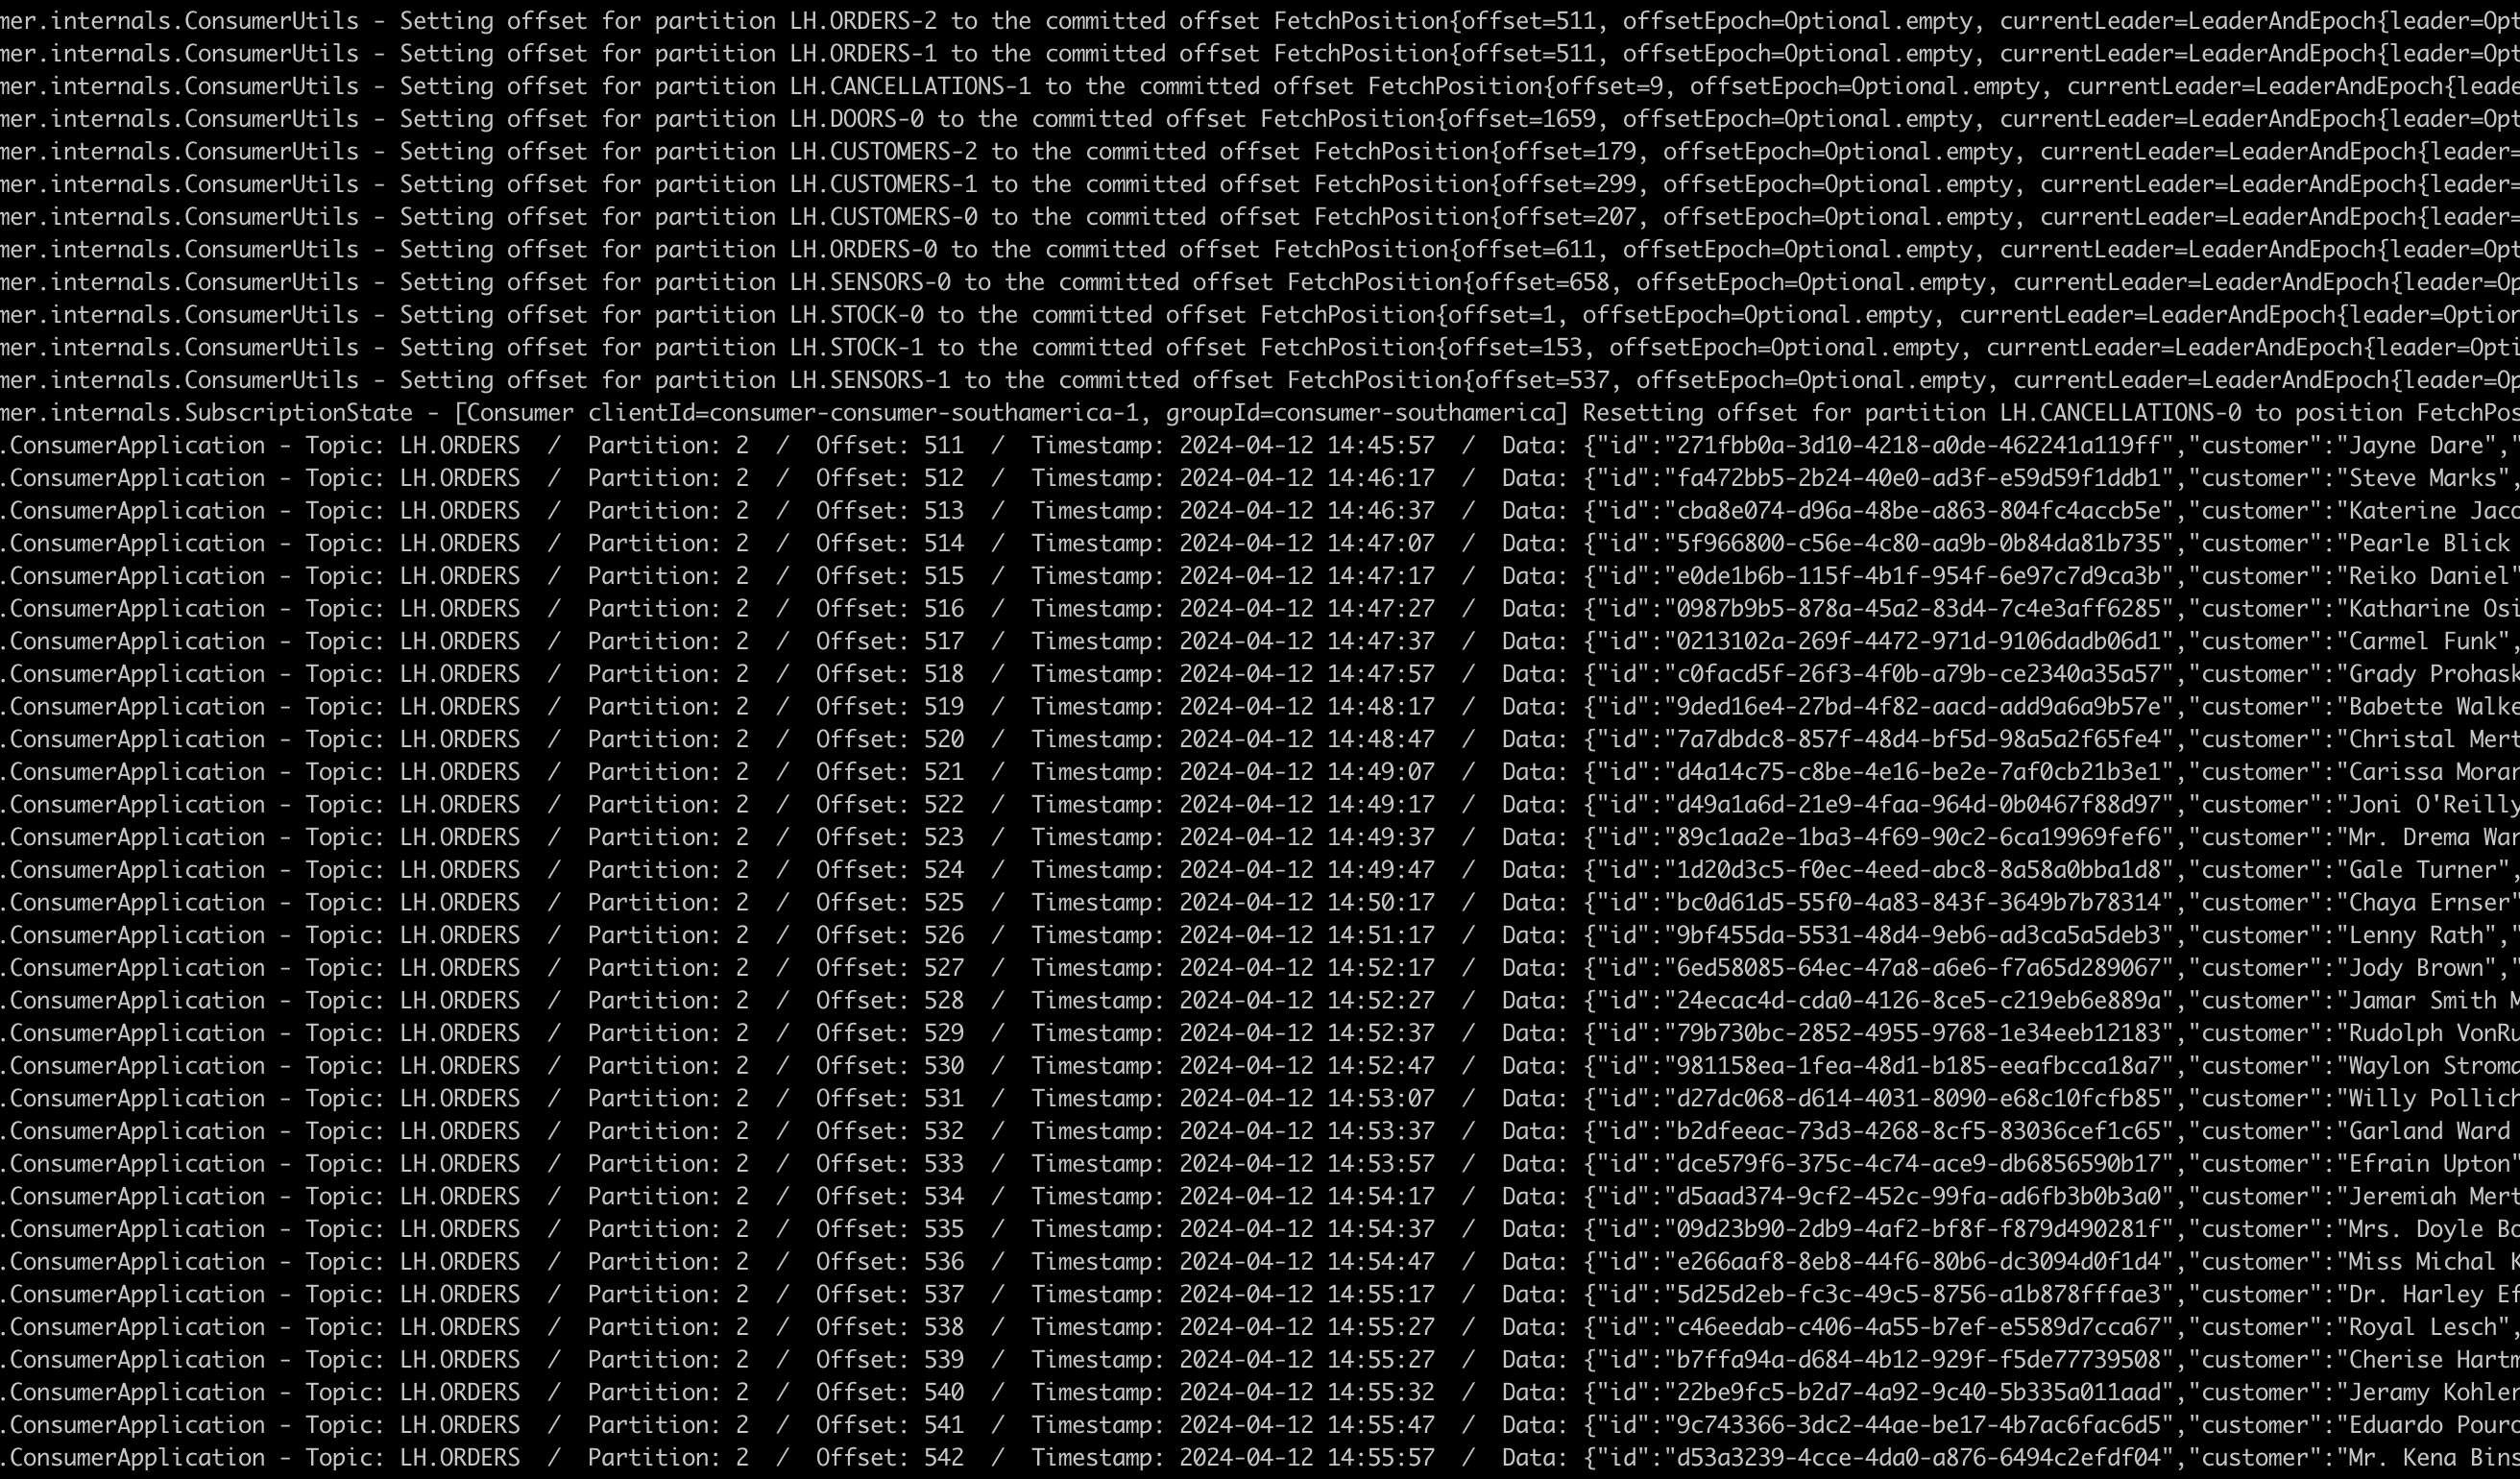 mer.internals.ConsumerUtils - Setting offset for partition LH.ORDERS-2 to the committed offset FetchPosition{offset=511, offsetEpoch=Optional.empty, currentLeader=LeaderAndEpoch{leader=Opt
mer.internals.ConsumerUtils - Setting offset for partition LH.ORDERS-1 to the committed offset FetchPosition{offset=511, offsetEpoch=Optional.empty, currentLeader=LeaderAndEpoch{leader=Opt
mer.internals.ConsumerUtils - Setting offset for partition LH.CANCELLATIONS-1 to the committed offset FetchPosition{offset=9, offsetEpoch=Optional.empty, currentLeader=LeaderAndEpoch{leade
mer.internals.ConsumerUtils - Setting offset for partition LH.DOORS-0 to the committed offset FetchPosition{offset=1659, offsetEpoch=Optional.empty, currentLeader=LeaderAndEpoch{leader=Opt
mer.internals.ConsumerUtils - Setting offset for partition LH.CUSTOMERS-2 to the committed offset FetchPosition{offset=179, offsetEpoch=Optional.empty, currentLeader=LeaderAndEpoch{leader=
mer.internals.ConsumerUtils - Setting offset for partition LH.CUSTOMERS-1 to the committed offset FetchPosition{offset=299, offsetEpoch=Optional.empty, currentLeader=LeaderAndEpoch{leader=
mer.internals.ConsumerUtils - Setting offset for partition LH.CUSTOMERS-0 to the committed offset FetchPosition{offset=207, offsetEpoch=Optional.empty, currentLeader=LeaderAndEpoch{leader=
mer.internals.ConsumerUtils - Setting offset for partition LH.ORDERS-0 to the committed offset FetchPosition{offset=611, offsetEpoch=Optional.empty, currentLeader=LeaderAndEpoch{leader=Opt
mer.internals.ConsumerUtils - Setting offset for partition LH.SENSORS-0 to the committed offset FetchPosition{offset=658, offsetEpoch=Optional.empty, currentLeader=LeaderAndEpoch{leader=Op
mer.internals.ConsumerUtils - Setting offset for partition LH.STOCK-0 to the committed offset FetchPosition{offset=1, offsetEpoch=Optional.empty, currentLeader=LeaderAndEpoch{leader=Option
mer.internals.ConsumerUtils - Setting offset for partition LH.STOCK-1 to the committed offset FetchPosition{offset=153, offsetEpoch=Optional.empty, currentLeader=LeaderAndEpoch{leader=Opti
mer.internals.ConsumerUtils - Setting offset for partition LH.SENSORS-1 to the committed offset FetchPosition{offset=537, offsetEpoch=Optional.empty, currentLeader=LeaderAndEpoch{leader=Op
mer.internals.SubscriptionState - [Consumer clientId=consumer-consumer-southamerica-1, groupId=consumer-southamerica] Resetting offset for partition LH.CANCELLATIONS-0 to position FetchPos
.ConsumerApplication - Topic: LH.ORDERS  /  Partition: 2  /  Offset: 511  /  Timestamp: 2024-04-12 14:45:57  /  Data: {"id":"271fbb0a-3d10-4218-a0de-462241a119ff","customer":"Jayne Dare","
.ConsumerApplication - Topic: LH.ORDERS  /  Partition: 2  /  Offset: 512  /  Timestamp: 2024-04-12 14:46:17  /  Data: {"id":"fa472bb5-2b24-40e0-ad3f-e59d59f1ddb1","customer":"Steve Marks",
.ConsumerApplication - Topic: LH.ORDERS  /  Partition: 2  /  Offset: 513  /  Timestamp: 2024-04-12 14:46:37  /  Data: {"id":"cba8e074-d96a-48be-a863-804fc4accb5e","customer":"Katerine Jaco
.ConsumerApplication - Topic: LH.ORDERS  /  Partition: 2  /  Offset: 514  /  Timestamp: 2024-04-12 14:47:07  /  Data: {"id":"5f966800-c56e-4c80-aa9b-0b84da81b735","customer":"Pearle Blick
.ConsumerApplication - Topic: LH.ORDERS  /  Partition: 2  /  Offset: 515  /  Timestamp: 2024-04-12 14:47:17  /  Data: {"id":"e0de1b6b-115f-4b1f-954f-6e97c7d9ca3b","customer":"Reiko Daniel"
.ConsumerApplication - Topic: LH.ORDERS  /  Partition: 2  /  Offset: 516  /  Timestamp: 2024-04-12 14:47:27  /  Data: {"id":"0987b9b5-878a-45a2-83d4-7c4e3aff6285","customer":"Katharine Osi
.ConsumerApplication - Topic: LH.ORDERS  /  Partition: 2  /  Offset: 517  /  Timestamp: 2024-04-12 14:47:37  /  Data: {"id":"0213102a-269f-4472-971d-9106dadb06d1","customer":"Carmel Funk",
.ConsumerApplication - Topic: LH.ORDERS  /  Partition: 2  /  Offset: 518  /  Timestamp: 2024-04-12 14:47:57  /  Data: {"id":"c0facd5f-26f3-4f0b-a79b-ce2340a35a57","customer":"Grady Prohask
.ConsumerApplication - Topic: LH.ORDERS  /  Partition: 2  /  Offset: 519  /  Timestamp: 2024-04-12 14:48:17  /  Data: {"id":"9ded16e4-27bd-4f82-aacd-add9a6a9b57e","customer":"Babette Walke
.ConsumerApplication - Topic: LH.ORDERS  /  Partition: 2  /  Offset: 520  /  Timestamp: 2024-04-12 14:48:47  /  Data: {"id":"7a7dbdc8-857f-48d4-bf5d-98a5a2f65fe4","customer":"Christal Mert
.ConsumerApplication - Topic: LH.ORDERS  /  Partition: 2  /  Offset: 521  /  Timestamp: 2024-04-12 14:49:07  /  Data: {"id":"d4a14c75-c8be-4e16-be2e-7af0cb21b3e1","customer":"Carissa Moran
.ConsumerApplication - Topic: LH.ORDERS  /  Partition: 2  /  Offset: 522  /  Timestamp: 2024-04-12 14:49:17  /  Data: {"id":"d49a1a6d-21e9-4faa-964d-0b0467f88d97","customer":"Joni O'Reilly
.ConsumerApplication - Topic: LH.ORDERS  /  Partition: 2  /  Offset: 523  /  Timestamp: 2024-04-12 14:49:37  /  Data: {"id":"89c1aa2e-1ba3-4f69-90c2-6ca19969fef6","customer":"Mr. Drema War
.ConsumerApplication - Topic: LH.ORDERS  /  Partition: 2  /  Offset: 524  /  Timestamp: 2024-04-12 14:49:47  /  Data: {"id":"1d20d3c5-f0ec-4eed-abc8-8a58a0bba1d8","customer":"Gale Turner",
.ConsumerApplication - Topic: LH.ORDERS  /  Partition: 2  /  Offset: 525  /  Timestamp: 2024-04-12 14:50:17  /  Data: {"id":"bc0d61d5-55f0-4a83-843f-3649b7b78314","customer":"Chaya Ernser"
.ConsumerApplication - Topic: LH.ORDERS  /  Partition: 2  /  Offset: 526  /  Timestamp: 2024-04-12 14:51:17  /  Data: {"id":"9bf455da-5531-48d4-9eb6-ad3ca5a5deb3","customer":"Lenny Rath","
.ConsumerApplication - Topic: LH.ORDERS  /  Partition: 2  /  Offset: 527  /  Timestamp: 2024-04-12 14:52:17  /  Data: {"id":"6ed58085-64ec-47a8-a6e6-f7a65d289067","customer":"Jody Brown","
.ConsumerApplication - Topic: LH.ORDERS  /  Partition: 2  /  Offset: 528  /  Timestamp: 2024-04-12 14:52:27  /  Data: {"id":"24ecac4d-cda0-4126-8ce5-c219eb6e889a","customer":"Jamar Smith M
.ConsumerApplication - Topic: LH.ORDERS  /  Partition: 2  /  Offset: 529  /  Timestamp: 2024-04-12 14:52:37  /  Data: {"id":"79b730bc-2852-4955-9768-1e34eeb12183","customer":"Rudolph VonRu
.ConsumerApplication - Topic: LH.ORDERS  /  Partition: 2  /  Offset: 530  /  Timestamp: 2024-04-12 14:52:47  /  Data: {"id":"981158ea-1fea-48d1-b185-eeafbcca18a7","customer":"Waylon Stroma
.ConsumerApplication - Topic: LH.ORDERS  /  Partition: 2  /  Offset: 531  /  Timestamp: 2024-04-12 14:53:07  /  Data: {"id":"d27dc068-d614-4031-8090-e68c10fcfb85","customer":"Willy Pollich
.ConsumerApplication - Topic: LH.ORDERS  /  Partition: 2  /  Offset: 532  /  Timestamp: 2024-04-12 14:53:37  /  Data: {"id":"b2dfeeac-73d3-4268-8cf5-83036cef1c65","customer":"Garland Ward
.ConsumerApplication - Topic: LH.ORDERS  /  Partition: 2  /  Offset: 533  /  Timestamp: 2024-04-12 14:53:57  /  Data: {"id":"dce579f6-375c-4c74-ace9-db6856590b17","customer":"Efrain Upton"
.ConsumerApplication - Topic: LH.ORDERS  /  Partition: 2  /  Offset: 534  /  Timestamp: 2024-04-12 14:54:17  /  Data: {"id":"d5aad374-9cf2-452c-99fa-ad6fb3b0b3a0","customer":"Jeremiah Mert
.ConsumerApplication - Topic: LH.ORDERS  /  Partition: 2  /  Offset: 535  /  Timestamp: 2024-04-12 14:54:37  /  Data: {"id":"09d23b90-2db9-4af2-bf8f-f879d490281f","customer":"Mrs. Doyle Bo
.ConsumerApplication - Topic: LH.ORDERS  /  Partition: 2  /  Offset: 536  /  Timestamp: 2024-04-12 14:54:47  /  Data: {"id":"e266aaf8-8eb8-44f6-80b6-dc3094d0f1d4","customer":"Miss Michal K
.ConsumerApplication - Topic: LH.ORDERS  /  Partition: 2  /  Offset: 537  /  Timestamp: 2024-04-12 14:55:17  /  Data: {"id":"5d25d2eb-fc3c-49c5-8756-a1b878fffae3","customer":"Dr. Harley Ef
.ConsumerApplication - Topic: LH.ORDERS  /  Partition: 2  /  Offset: 538  /  Timestamp: 2024-04-12 14:55:27  /  Data: {"id":"c46eedab-c406-4a55-b7ef-e5589d7cca67","customer":"Royal Lesch",
.ConsumerApplication - Topic: LH.ORDERS  /  Partition: 2  /  Offset: 539  /  Timestamp: 2024-04-12 14:55:27  /  Data: {"id":"b7ffa94a-d684-4b12-929f-f5de77739508","customer":"Cherise Hartm
.ConsumerApplication - Topic: LH.ORDERS  /  Partition: 2  /  Offset: 540  /  Timestamp: 2024-04-12 14:55:32  /  Data: {"id":"22be9fc5-b2d7-4a92-9c40-5b335a011aad","customer":"Jeramy Kohler
.ConsumerApplication - Topic: LH.ORDERS  /  Partition: 2  /  Offset: 541  /  Timestamp: 2024-04-12 14:55:47  /  Data: {"id":"9c743366-3dc2-44ae-be17-4b7ac6fac6d5","customer":"Eduardo Pouro
.ConsumerApplication - Topic: LH.ORDERS  /  Partition: 2  /  Offset: 542  /  Timestamp: 2024-04-12 14:55:57  /  Data: {"id":"d53a3239-4cce-4da0-a876-6494c2efdf04","customer":"Mr. Kena Bins